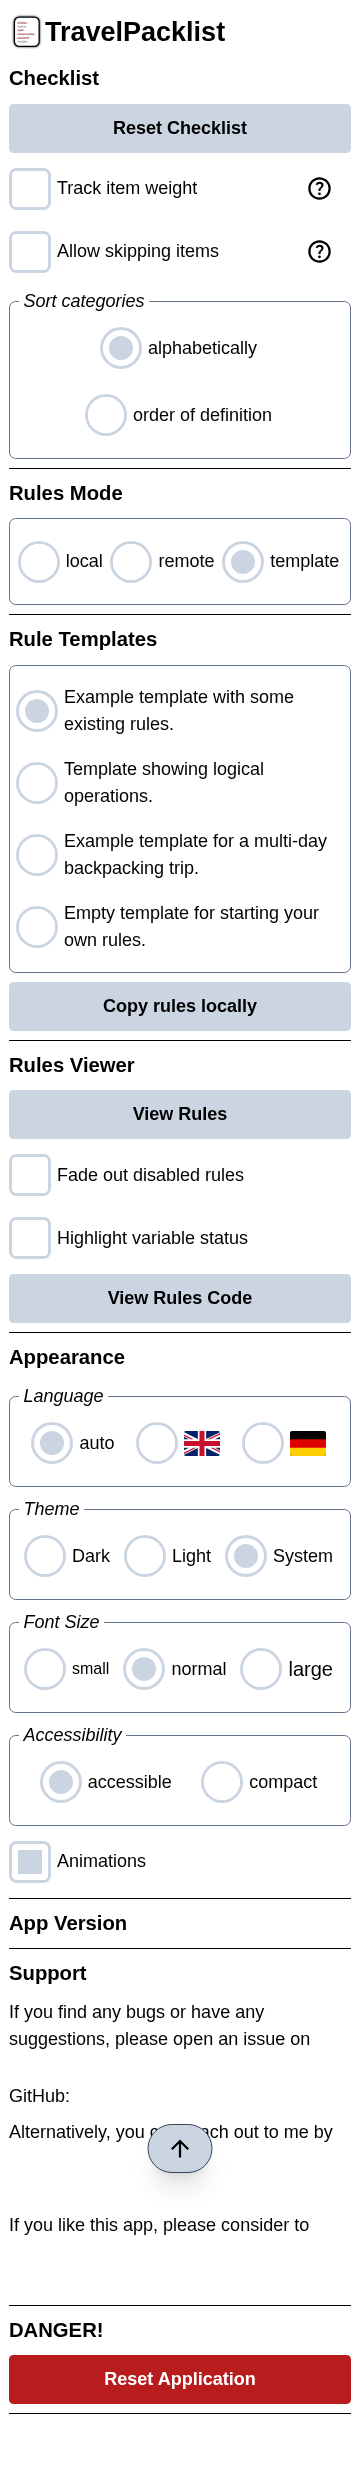 TravelPacklist
Checklist
Reset Checklist
Track item weight
Allow skipping items
Sort categories
alphabetically
order of definition
Rules Mode
local remote template
Rule Templates
Example template with some
existing rules.
Template showing logical
operations.
Example template for a multi-day
backpacking trip.
Empty template for starting your
own rules.
Copy rules locally
Rules Viewer
View Rules
Fade out disabled rules
Highlight variable status
View Rules Code
Appearance
Language
auto
Theme
Dark Light System
Font Size
small normal large
Accessibility
accessible compact
Animations
App Version
Support
If you find any bugs or have any
suggestions, please open an issue on
GitHub:
Alternatively, you out to me by
If you like this app, please consider to
DANGER!
Reset Application